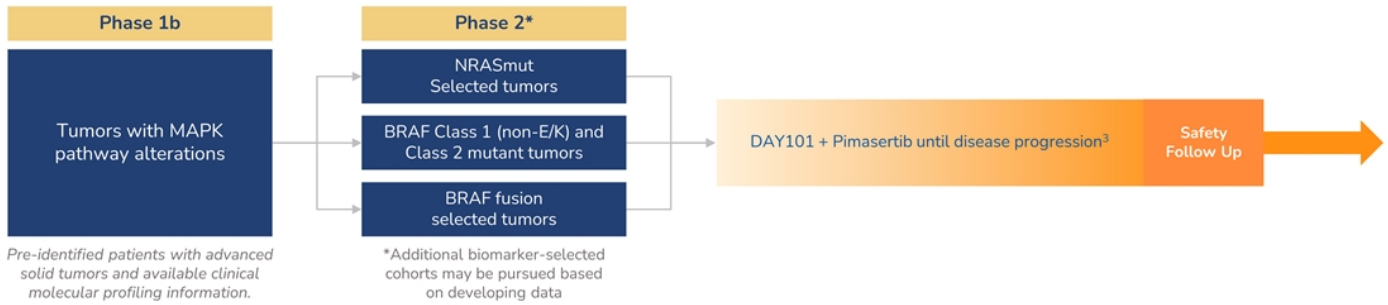 Phase 1b
Tumors with MAPK
pathway alterations
Pre-identified patients with advanced
solid tumors and available clinical
molecular profiling information.
Phase 2*
NRASmut
Selected tumors
BRAF Class 1 (non-E/K) and
Class 2 mutant tumors
BRAF fusion
selected tumors
*Additional biomarker-selected
cohorts may be pursued based
on developing data
DAY101 + Pimasertib until disease progression³
Safety
Follow Up